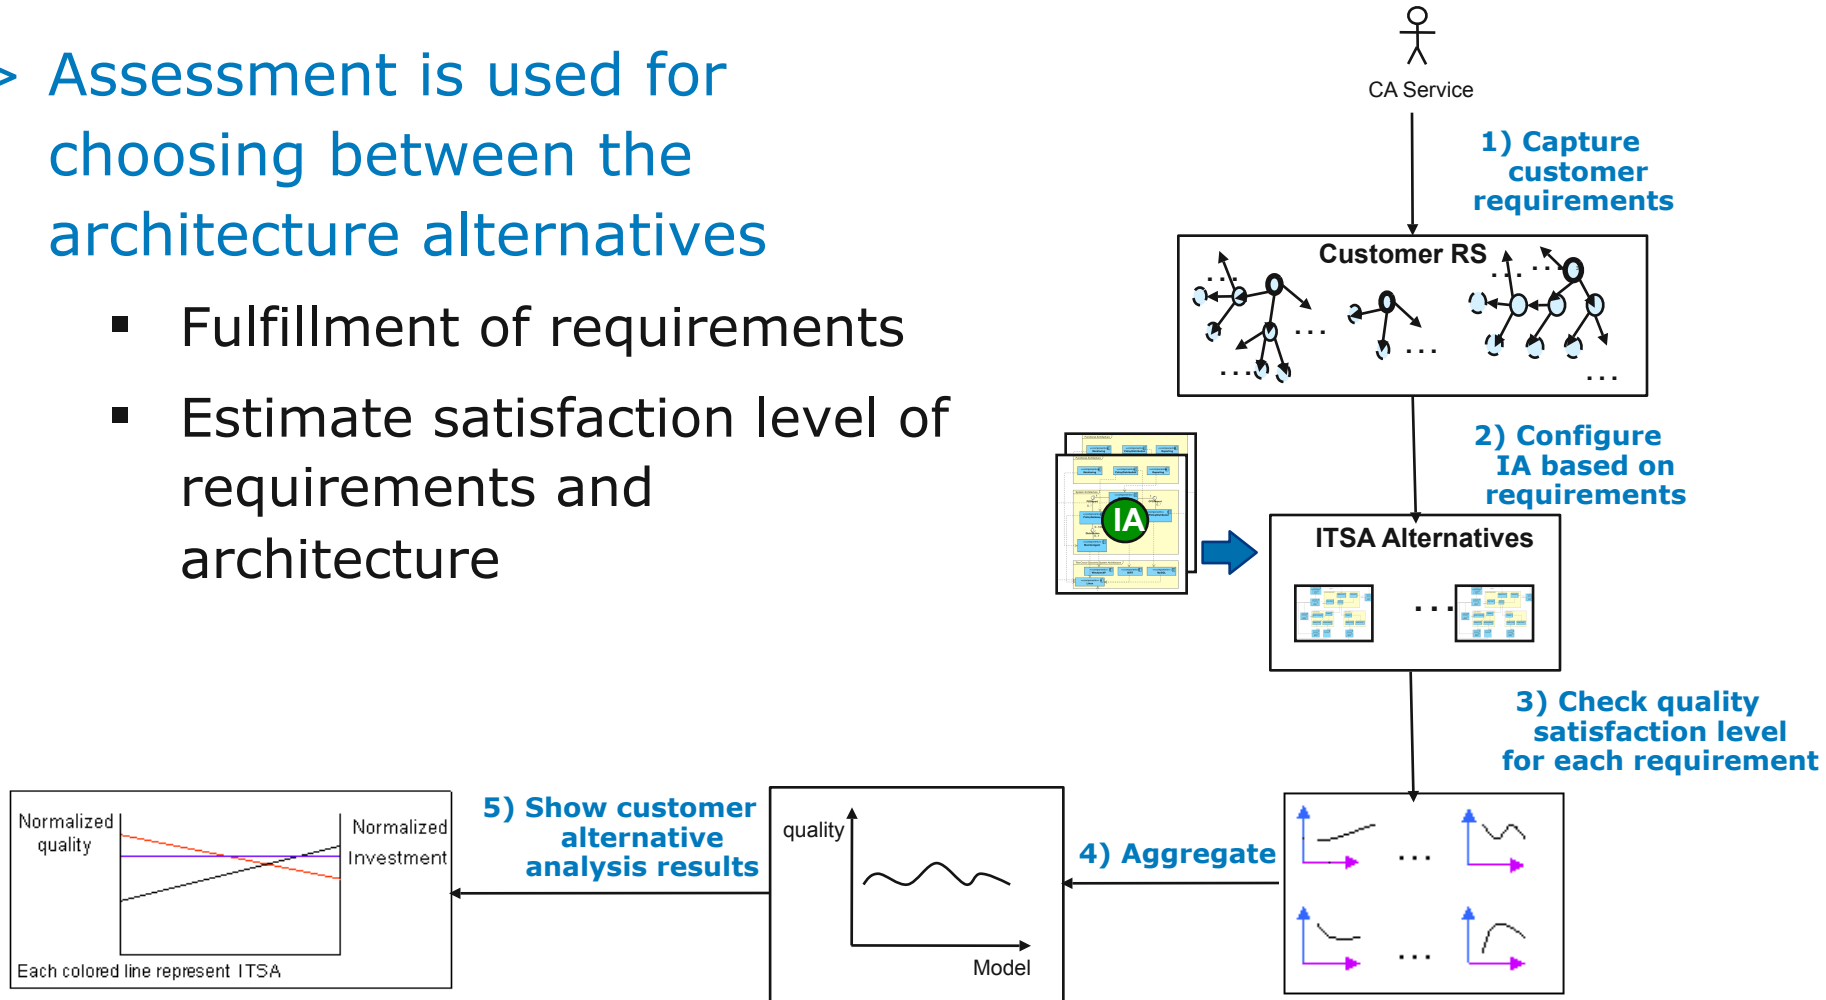 > Assessment is used for
choosing between the
architecture alternatives
▪ Fulfillment of requirements
▪ Estimate satisfaction level of
requirements and
architecture
CA Service
1) Capture
customer
requirements
Customer RS
...
...
...
...
...
...
...
...
2) Configure
IA based on
requirements
IA
ITSA Alternatives
...
3) Check quality
satisfaction level
for each requirement
...
...
4) Aggregate
quality
Model
5) Show customer
alternative
analysis results
Normalized
quality
Normalized
Investment
Each colored line represent ITSA